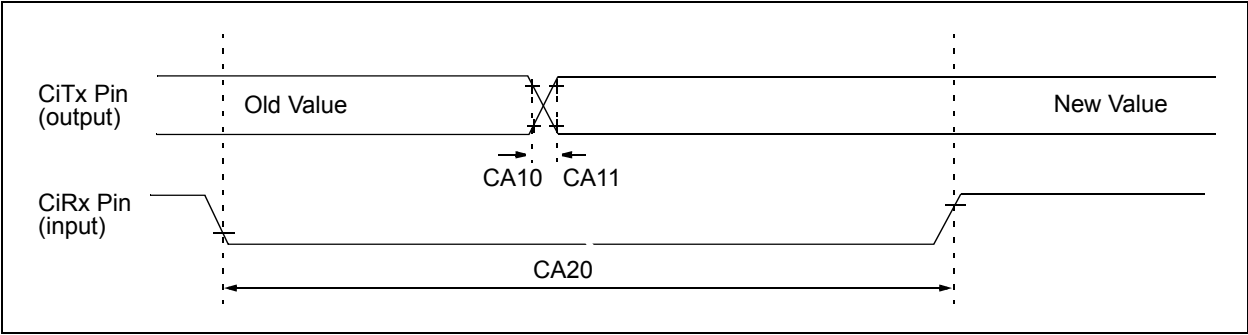 CiTx Pin
(output)
Old Value
New Value
CA10 CA11
CiRx Pin
(input)
CA20